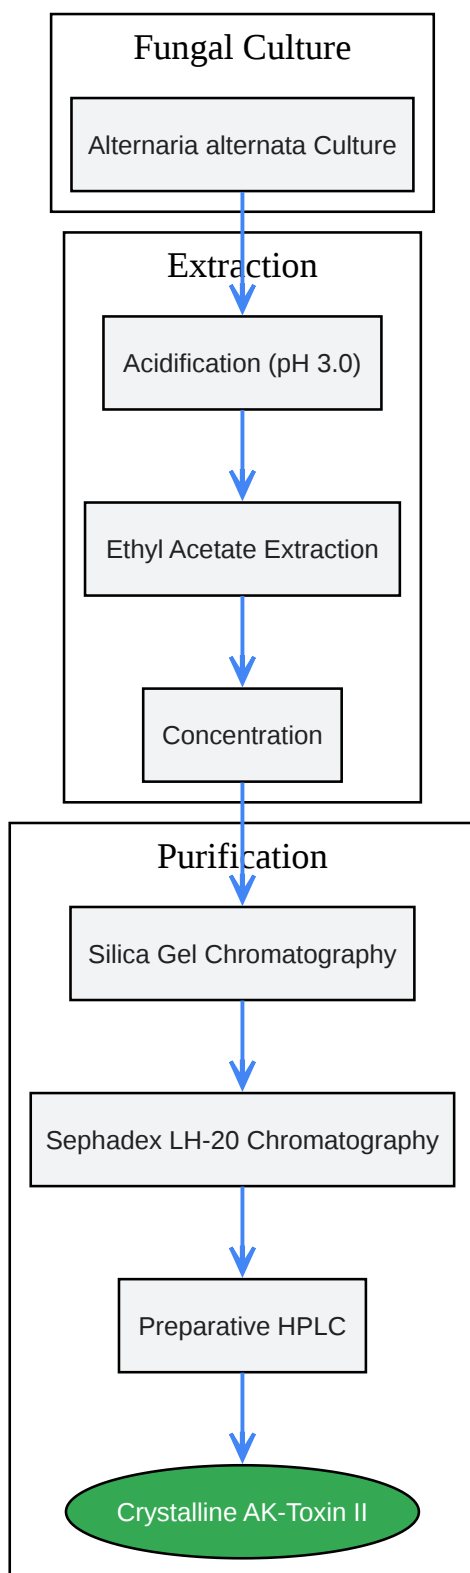 Fungal Culture
Alternaria alternata Culture
Extraction
Acidification (pH 3.0)
Ethyl Acetate Extraction
Concentration
Purification
Silica Gel Chromatography
Sephadex LH-20 Chromatography
Preparative HPLC
Crystalline AK-Toxin II